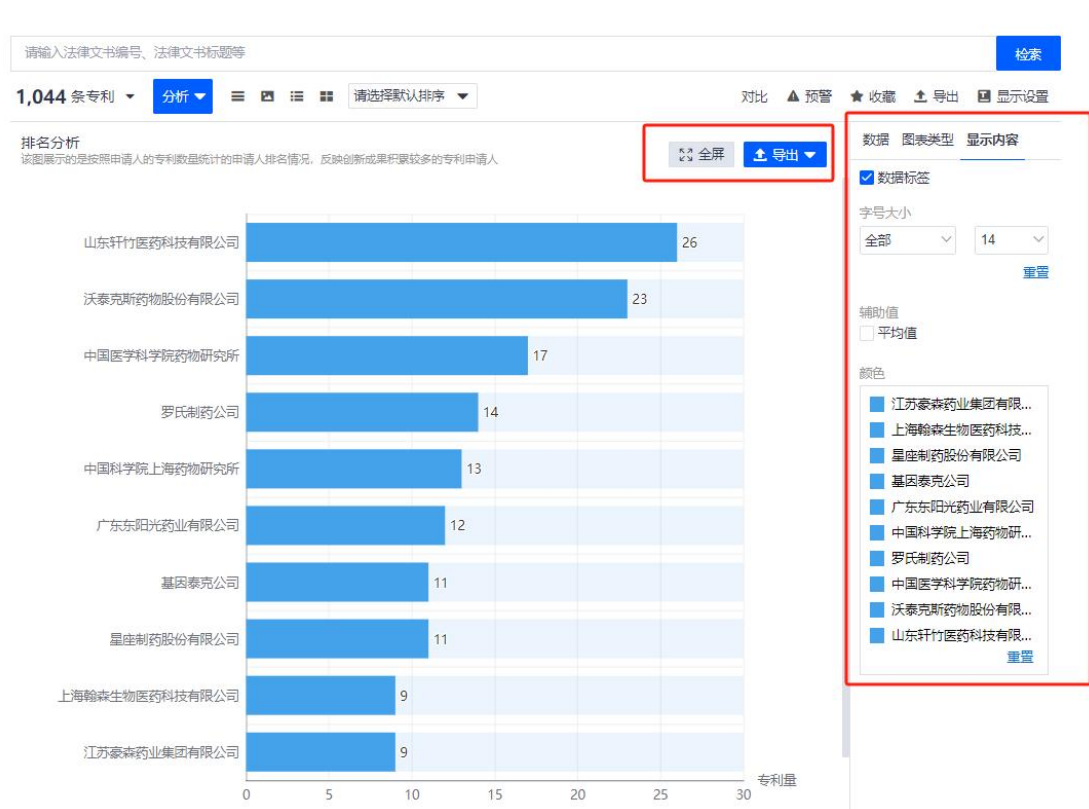 请输入法律文书编号、法律文书标题等
检索
1,044 条专利 分析 请选择默认排序 对比 预警 收藏 导出 显示设置
排名分析
该图展示的是按照申请人的专利数量统计的申请人排名情况，反映创新成果积累较多的专利申请人
全屏 导出
山东轩竹医药科技有限公司 26
沃泰克斯药物股份有限公司 23
中国医学科学院药物研究所 17
罗氏制药公司 14
中国科学院上海药物研究所 13
广东东阳光药业有限公司 12
基因泰克公司 11
星座制药股份有限公司 11
上海翰森生物医药科技有限公司 9
江苏豪森药业集团有限公司 9
0 5 10 15 20 25 30
专利量
数据 图表类型 显示内容
数据标签
字号大小
全部 14
重置
辅助值
平均值
颜色
江苏豪森药业集团有限...
上海翰森生物医药科技...
星座制药股份有限公司
基因泰克公司
广东东阳光药业有限公司
中国科学院上海药物研...
罗氏制药公司
中国医学科学院药物研...
沃泰克斯药物股份有限...
山东轩竹医药科技有限...
重置